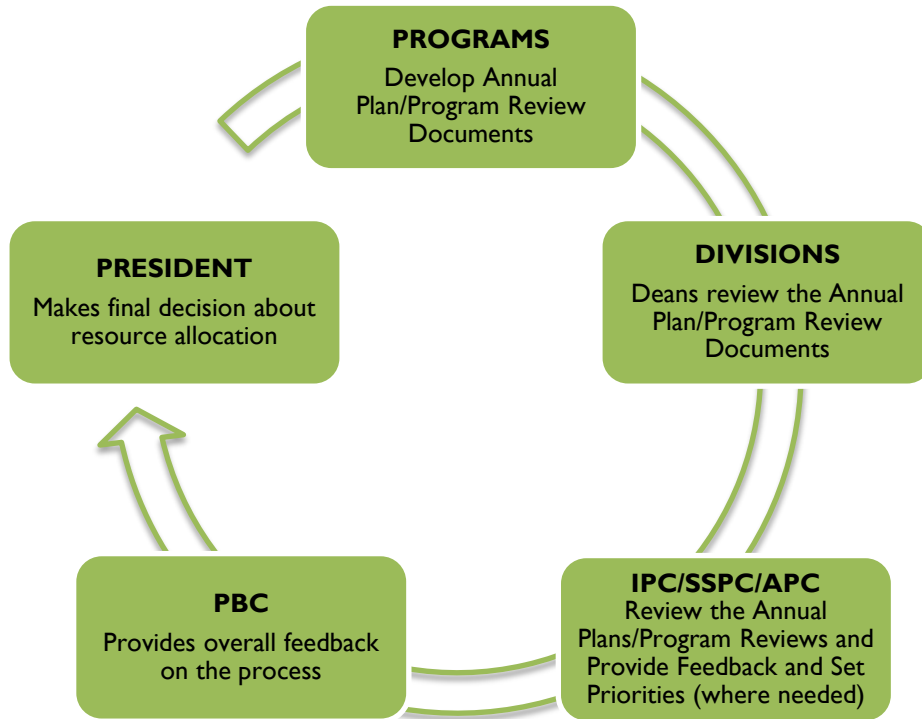 PROGRAMS
Develop Annual
Plan/Program Review
Documents
DIVISIONS
Deans review the Annual
Plan/Program Review
Documents
IPC/SSPC/APC
Review the Annual
Plans/Program Reviews and
Provide Feedback and Set
Priorities (where needed)
PBC
Provides overall feedback
on the process
PRESIDENT
Makes final decision about
resource allocation